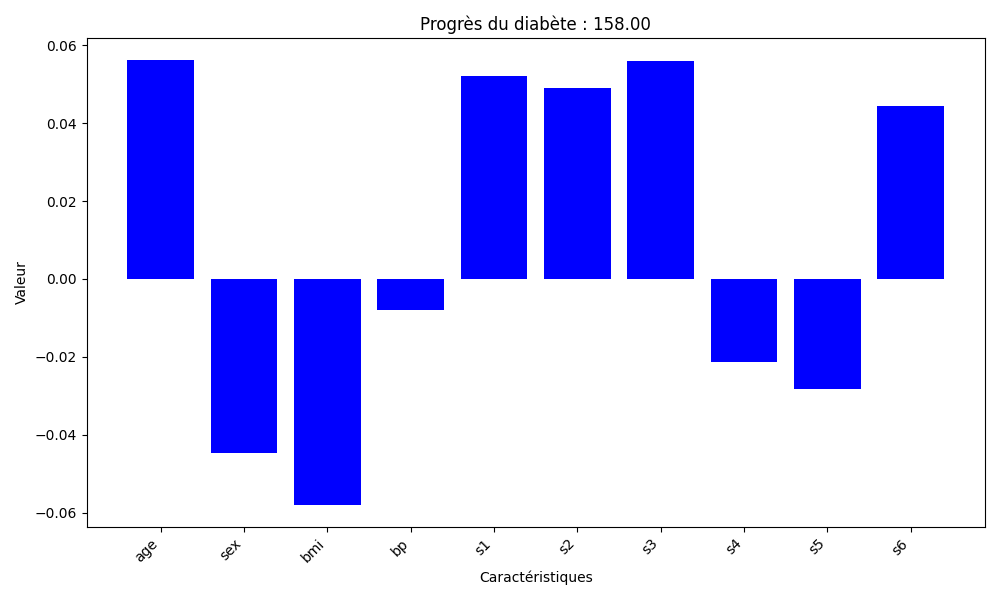 Progrès du diabète : 158.00
0.06
0.04
0.02
0.00
−0.02
−0.04
−0.06
Valeur
age
sex
bmi
bp
s1
s2
s3
s4
s5
s6
Caractéristiques